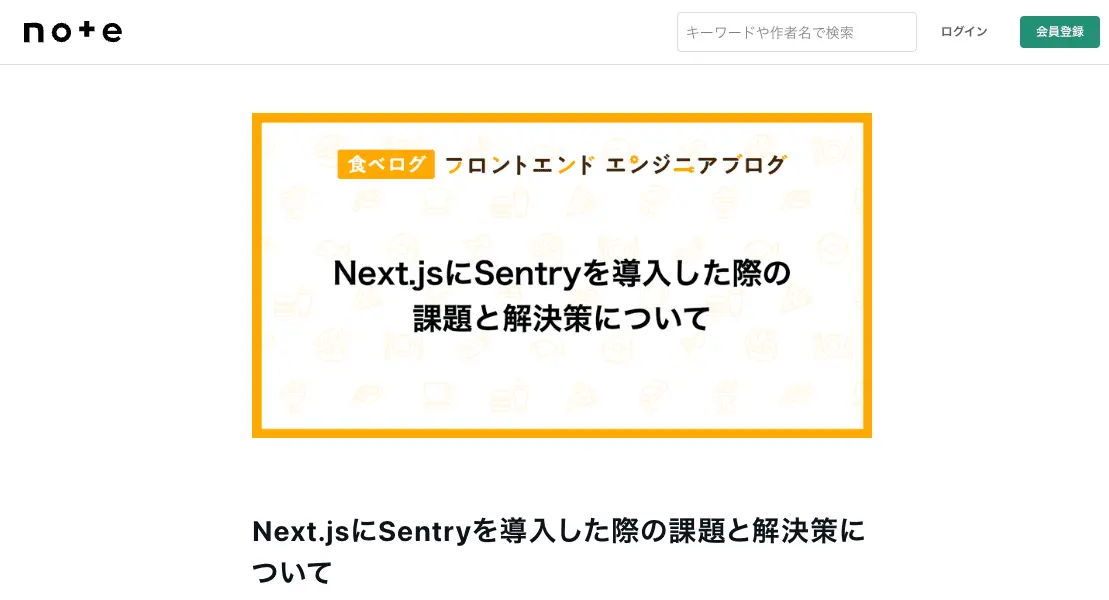 note
キーワードや作者名で検索
ログイン
会員登録
食べログ フロントエンド エンジニアブログ
Next.jsにSentryを導入した際の
課題と解決策について
Next.jsにSentryを導入した際の課題と解決策に
ついて